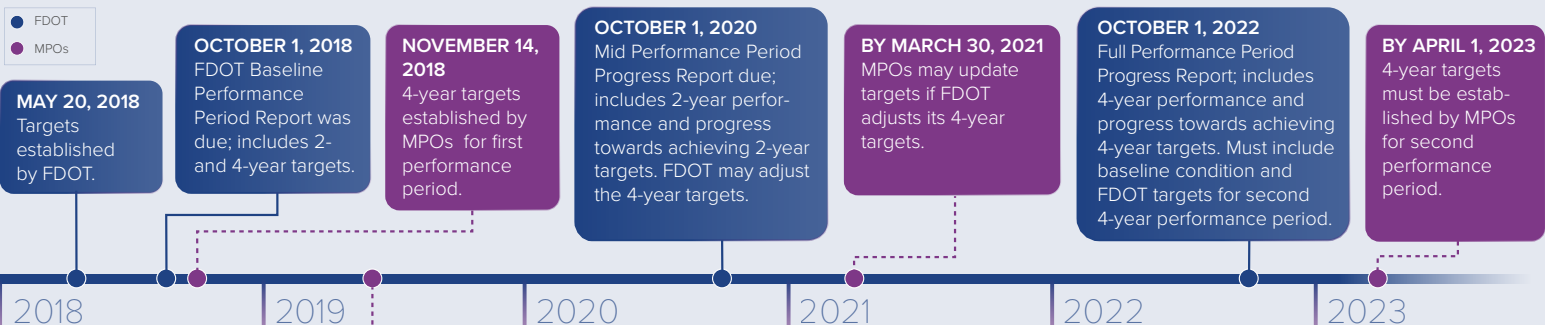 FDOT
MPOs
MAY 20, 2018
Targets
established
by FDOT.
OCTOBER 1, 2018
FDOT Baseline
Performance
Period Report was
due; includes 2-
and 4-year targets.
NOVEMBER 14,
2018
4-year targets
established by
MPOs for first
performance
period.
OCTOBER 1, 2020
Mid Performance Period
Progress Report due;
includes 2-year perfor-
mance and progress
towards achieving 2-year
targets. FDOT may adjust
the 4-year targets.
BY MARCH 30, 2021
MPOs may update
targets if FDOT
adjusts its 4-year
targets.
OCTOBER 1, 2022
Full Performance Period
Progress Report; includes
4-year performance and
progress towards achieving
4-year targets. Must include
baseline condition and
FDOT targets for second
4-year performance period.
BY APRIL 1, 2023
4-year targets
must be estab-
lished by MPOs
for second
performance
period.
2018
2019
2020
2021
2022
2023